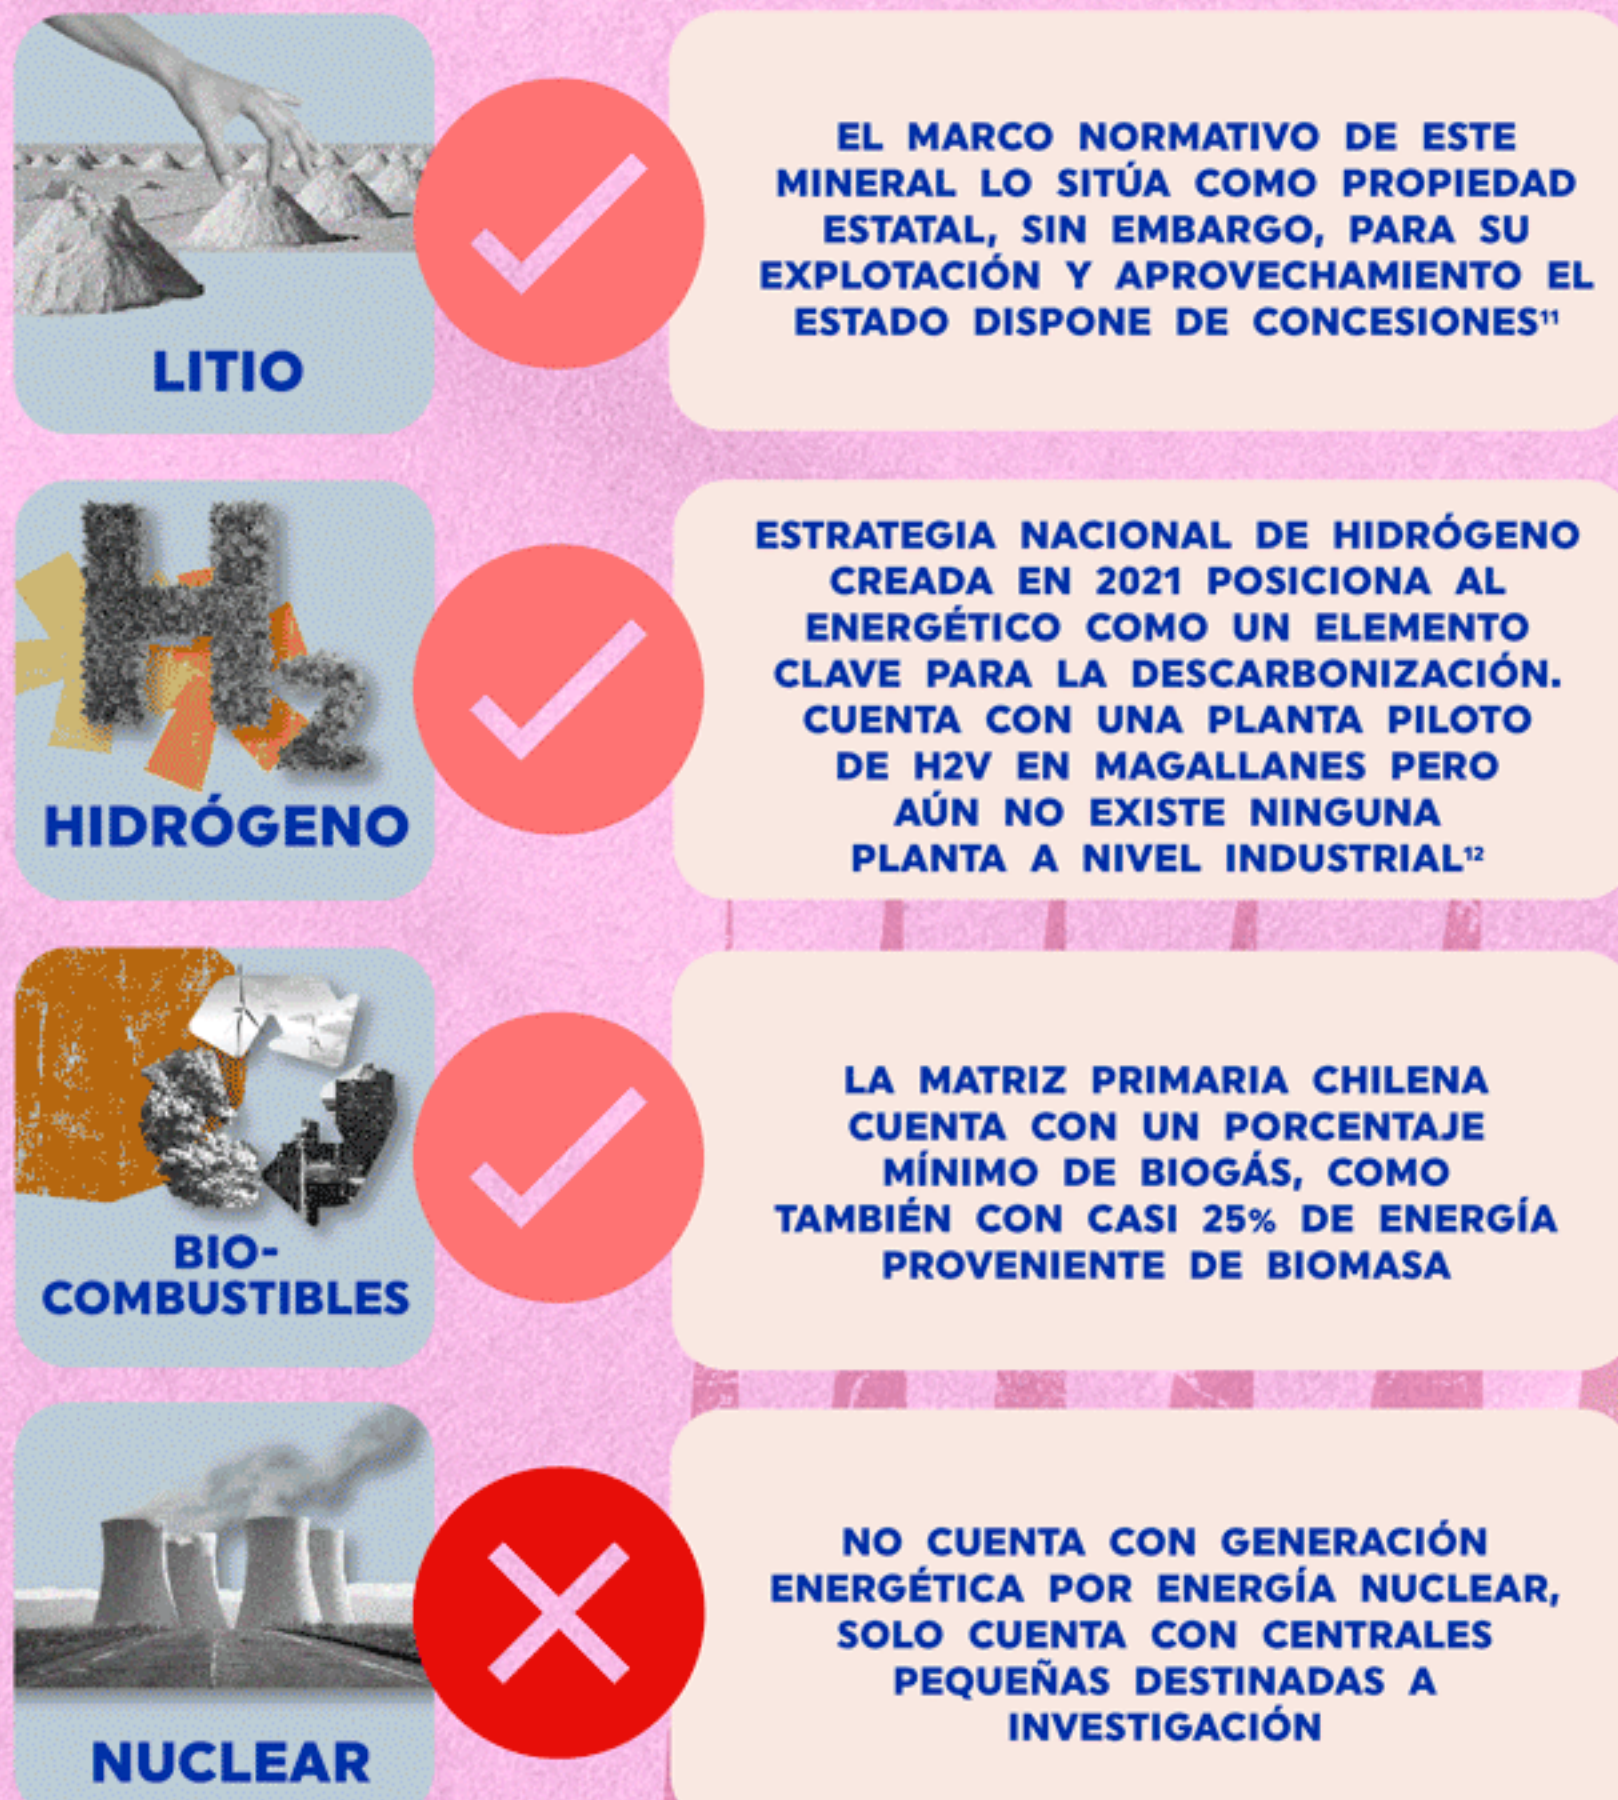 LITIO
EL MARCO NORMATIVO DE ESTE
MINERAL LO SITÚA COMO PROPIEDAD
ESTATAL, SIN EMBARGO, PARA SU
EXPLOTACIÓN Y APROVECHAMIENTO EL
ESTADO DISPONE DE CONCESIONES¹¹
H2
HIDRÓGENO
ESTRATEGIA NACIONAL DE HIDRÓGENO
CREADA EN 2021 POSICIONA AL
ENERGÉTICO COMO UN ELEMENTO
CLAVE PARA LA DESCARBONIZACIÓN.
CUENTA CON UNA PLANTA PILOTO
DE H2V EN MAGALLANES PERO
AÚN NO EXISTE NINGUNA
PLANTA A NIVEL INDUSTRIAL¹²
BIO-
COMBUSTIBLES
LA MATRIZ PRIMARIA CHILENA
CUENTA CON UN PORCENTAJE
MÍNIMO DE BIOGÁS, COMO
TAMBIÉN CON CASI 25% DE ENERGÍA
PROVENIENTE DE BIOMASA
NUCLEAR
NO CUENTA CON GENERACIÓN
ENERGÉTICA POR ENERGÍA NUCLEAR,
SOLO CUENTA CON CENTRALES
PEQUEÑAS DESTINADAS A
INVESTIGACIÓN